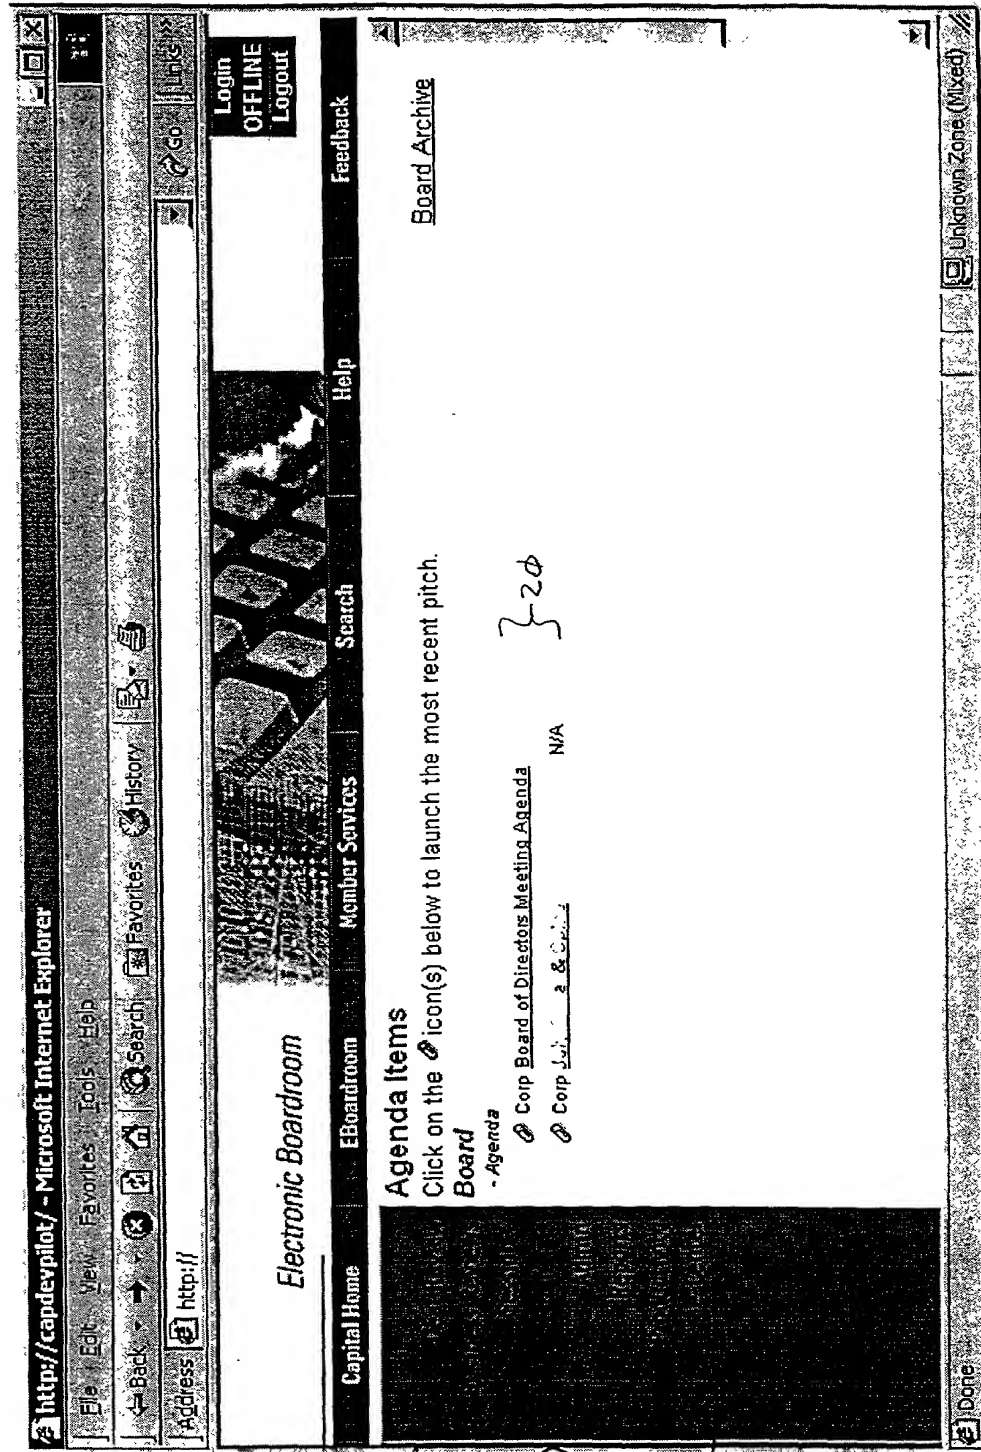 http://capdevpilot/ - Microsoft Internet Explorer
File Edit View Favorites Tools Help
Back Search Favorites History
Address http:// Go Links »
Electronic Boardroom
Login
OFFLINE
Logout
Capital Home EBoardroom Member Services Search Help Feedback
Agenda Items
Click on the icon(s) below to launch the most recent pitch.
Board Archive
Board
- Agenda
Corp Board of Directors Meeting Agenda
Corp N/A
} 20
Done Unknown Zone (Mixed)